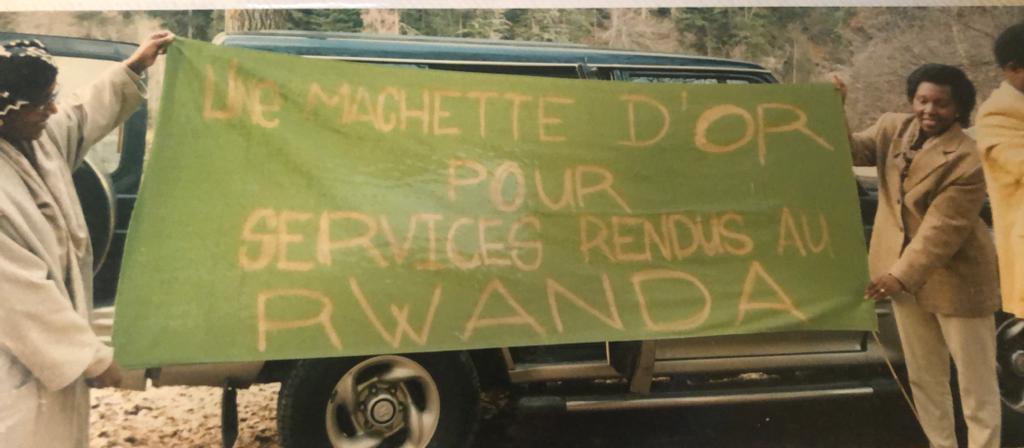 UNe MACHETTE D'OR
POUR
SERVICES RENDUS AU
RWANDA